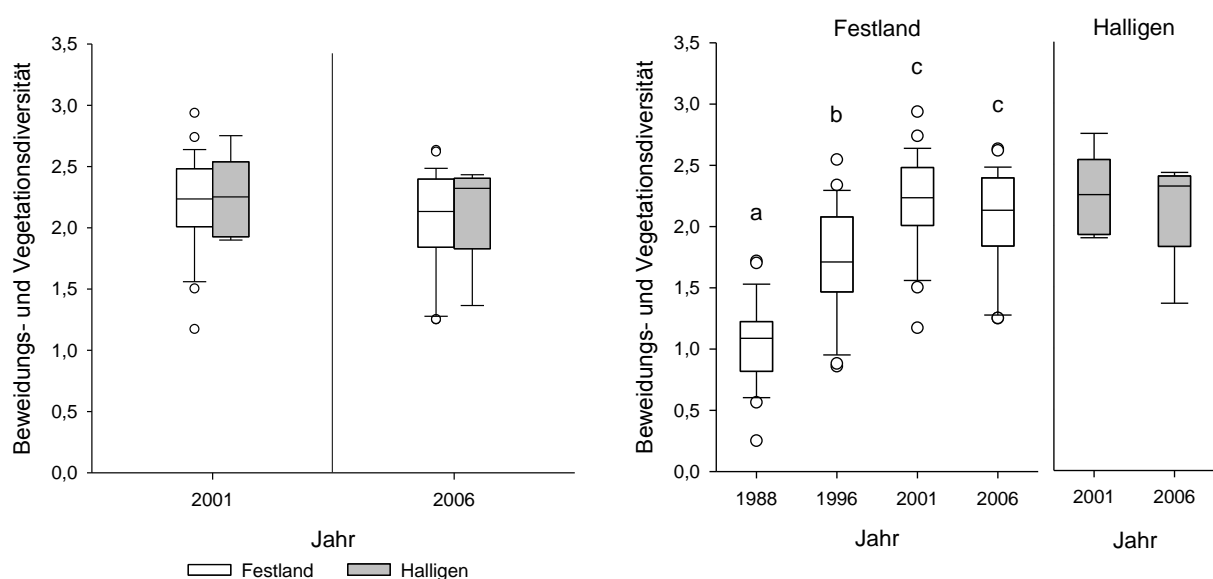 Beweidungs- und Vegetationsdiversität
3,5
3,0
2,5
2,0
1,5
1,0
0,5
0,0
2001
2006
Jahr
Festland
Halligen
Festland
Halligen
Beweidungs- und Vegetationsdiversität
3,5
3,0
2,5
2,0
1,5
1,0
0,5
0,0
a
b
c
c
1988
1996
2001
2006
2001
2006
Jahr
Jahr